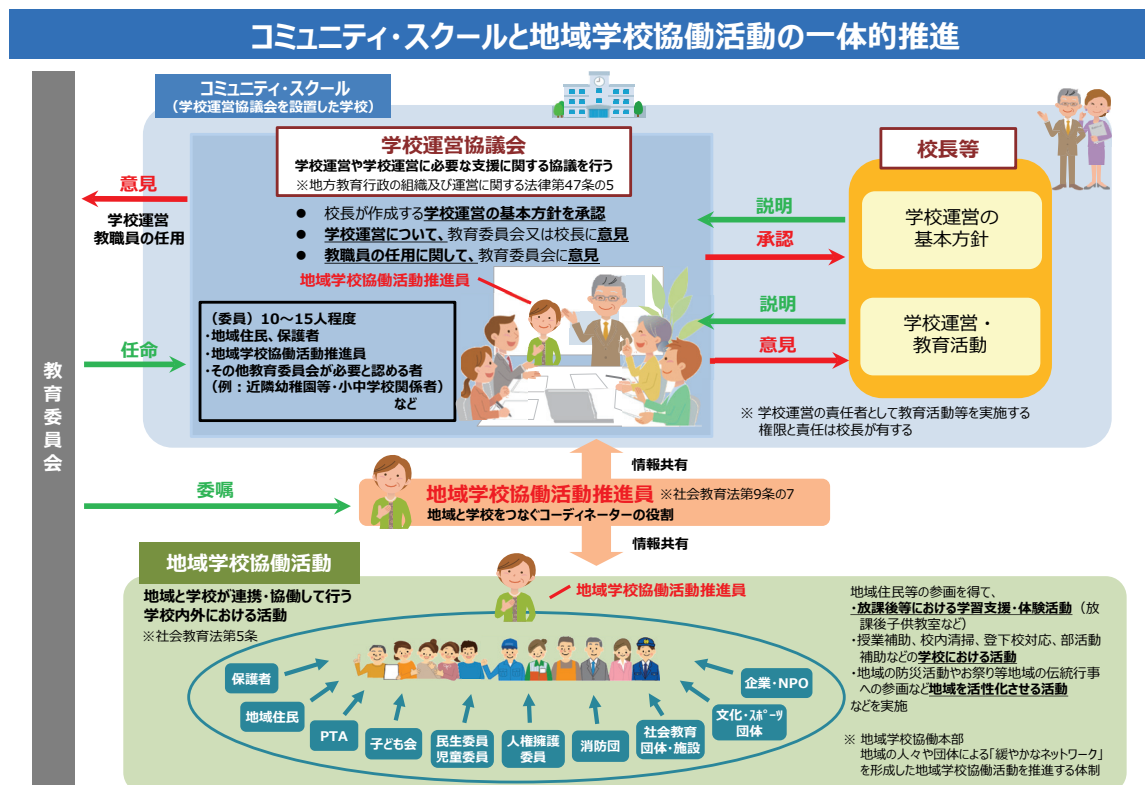 コミュニティ・スクールと地域学校協働活動の一体的推進
教育委員会
コミュニティ・スクール
（学校運営協議会を設置した学校）
学校運営協議会
学校運営や学校運営に必要な支援に関する協議を行う
※地方教育行政の組織及び運営に関する法律第47条の5
● 校長が作成する学校運営の基本方針を承認
● 学校運営について、教育委員会又は校長に意見
● 教職員の任用に関して、教育委員会に意見
地域学校協働活動推進員
意見
学校運営
教職員の任用
任命
（委員）10～15人程度
・地域住民、保護者
・地域学校協働活動推進員
・その他教育委員会が必要と認める者
（例：近隣幼稚園等・小中学校関係者）
など
説明
承認
説明
意見
校長等
学校運営の
基本方針
学校運営・
教育活動
※ 学校運営の責任者として教育活動等を実施する
権限と責任は校長が有する
情報共有
委嘱
地域学校協働活動推進員 ※社会教育法第9条の7
地域と学校をつなぐコーディネーターの役割
情報共有
地域学校協働活動
地域と学校が連携・協働して行う
学校内外における活動
※社会教育法第5条
地域学校協働活動推進員
保護者
地域住民
PTA
子ども会
民生委員
児童委員
人権擁護
委員
消防団
社会教育
団体・施設
文化・ｽﾎﾟｰﾂ
団体
企業・NPO
地域住民等の参画を得て、
・放課後等における学習支援・体験活動（放
課後子供教室など）
・授業補助、校内清掃、登下校対応、部活動
補助などの学校における活動
・地域の防災活動やお祭り等地域の伝統行事
への参画など地域を活性化させる活動
などを実施
※ 地域学校協働本部
地域の人々や団体による「緩やかなネットワーク」
を形成した地域学校協働活動を推進する体制